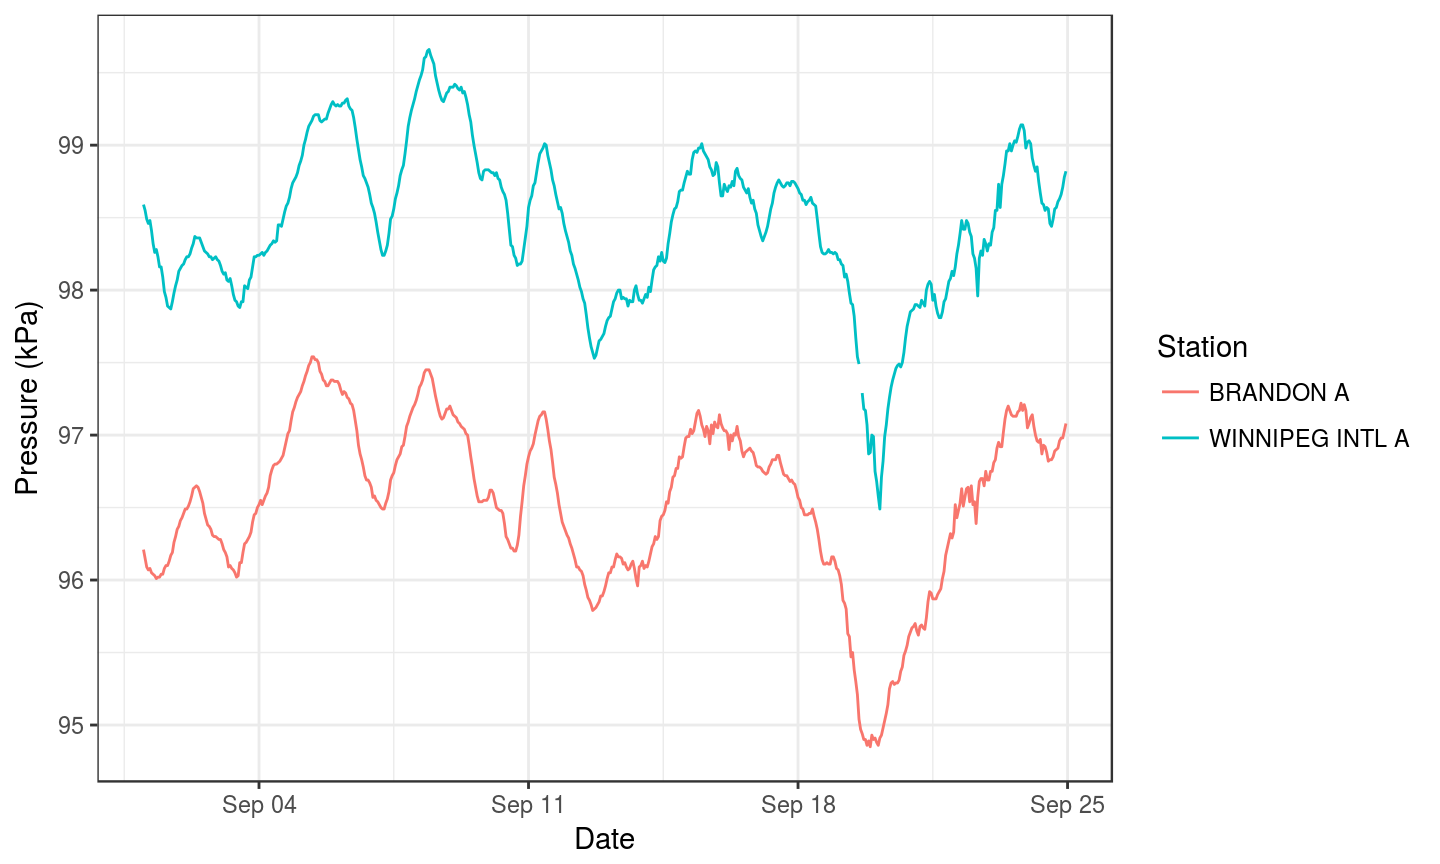 Pressure (kPa)
99
98
97
96
95
Sep 04
Sep 11
Sep 18
Sep 25
Date
Station
BRANDON A
WINNIPEG INTL A